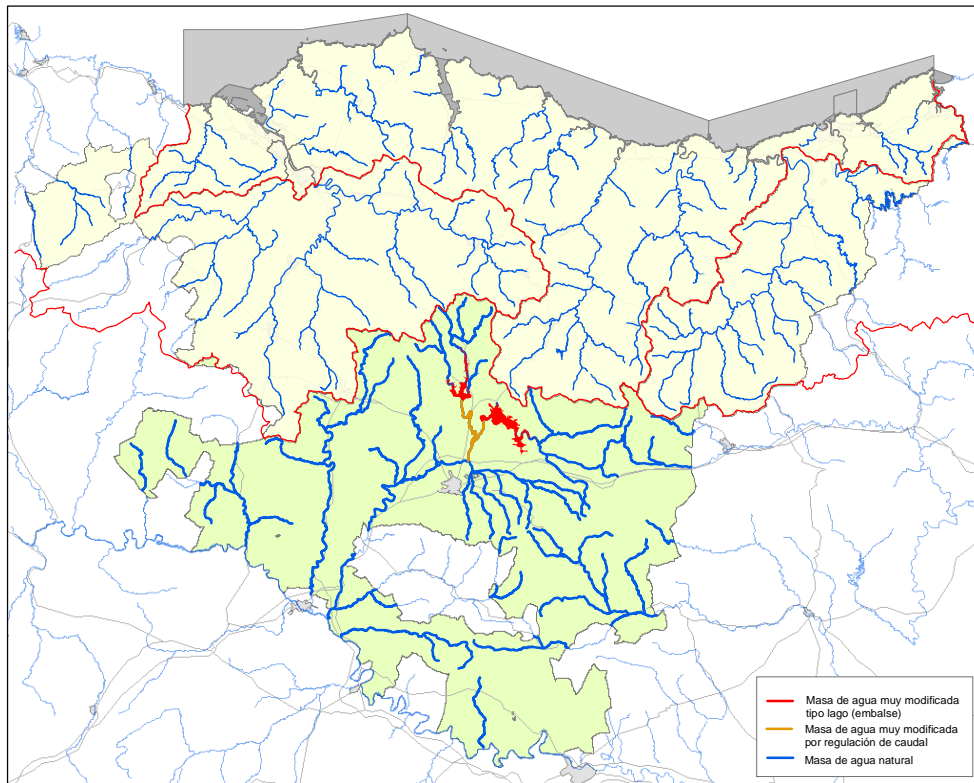 Masa de agua muy modificada
tipo lago (embalse)
Masa de agua muy modificada
por regulación de caudal
Masa de agua natural